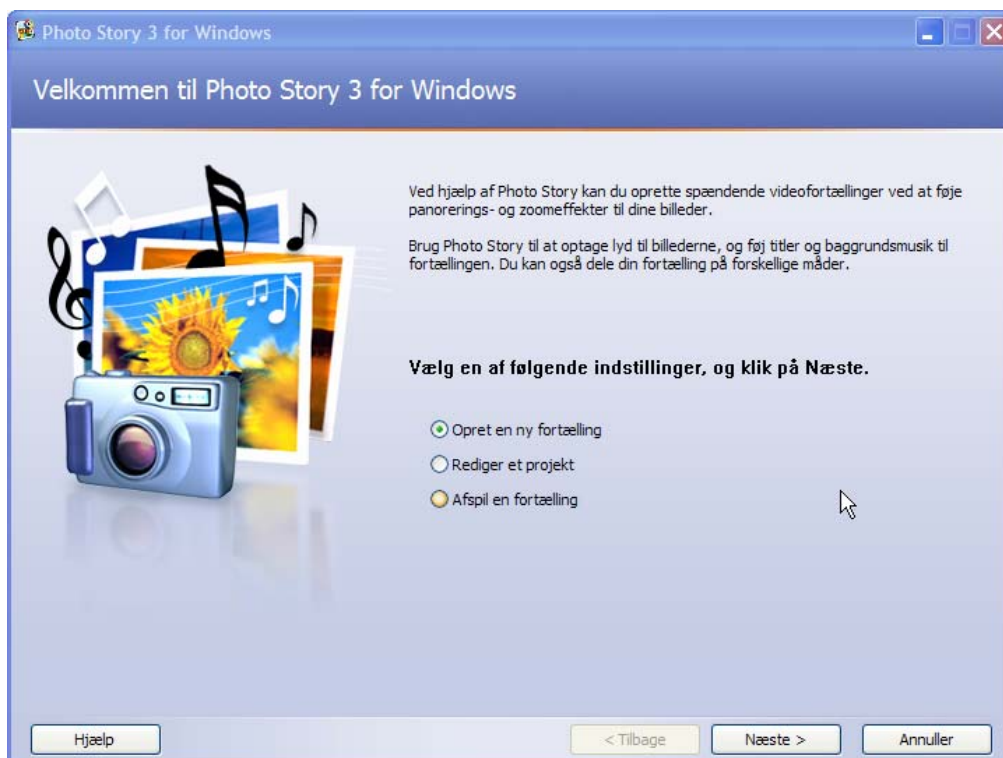 Photo Story 3 for Windows
Velkommen til Photo Story 3 for Windows
Ved hjælp af Photo Story kan du oprette spændende videofortællinger ved at føje
panorerings- og zoomeffekter til dine billeder.
Brug Photo Story til at optage lyd til billederne, og føj titler og baggrundsmusik til
fortællingen. Du kan også dele din fortælling på forskellige måder.
Vælg en af følgende indstillinger, og klik på Næste.
Opret en ny fortælling
Rediger et projekt
Afspil en fortælling
Hjælp
< Tilbage
Næste >
Annuller